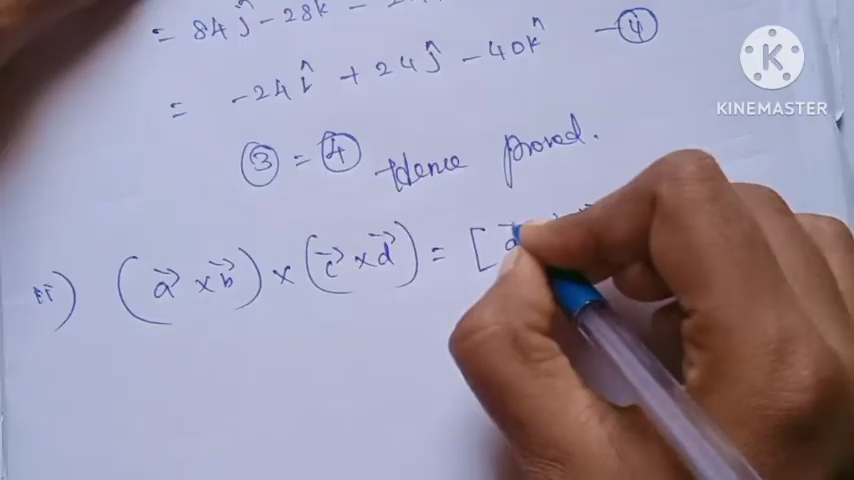 = 84ĵ - 28k̂ -
= -24î + 24ĵ - 40k̂ —④
③ = ④ Hence proved.
ii) (a⃗ × b⃗) × (c⃗ × d⃗) = [a⃗
K
KINEMASTER